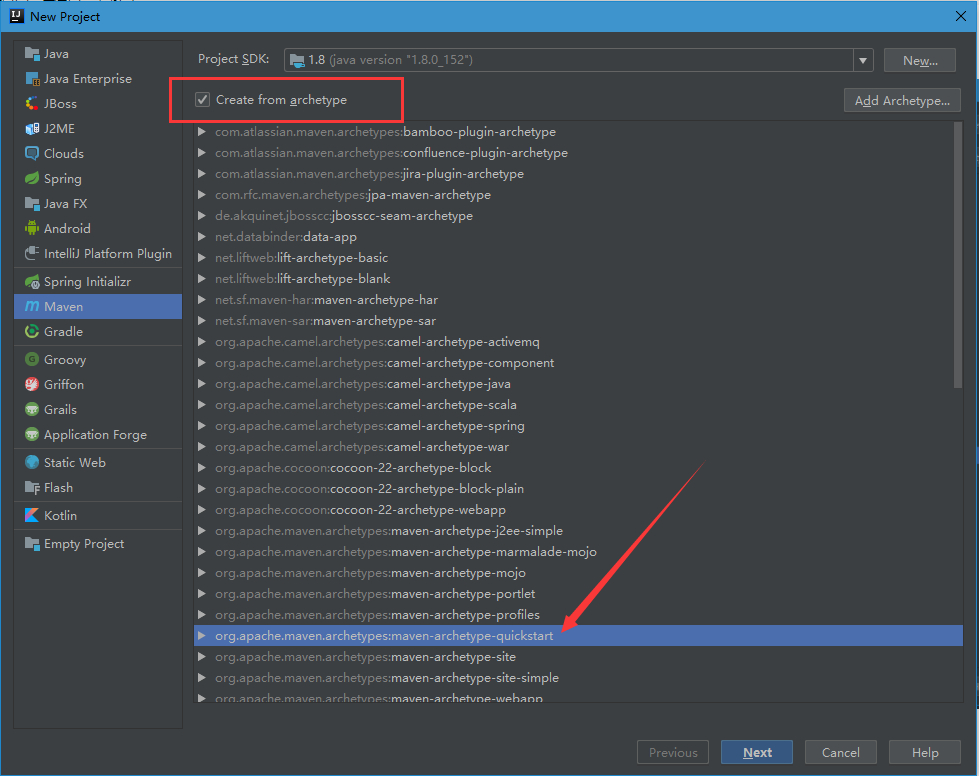 New Project
Java
Java Enterprise
JBoss
J2ME
Clouds
Spring
Java FX
Android
IntelliJ Platform Plugin
Spring Initializr
Maven
Gradle
Groovy
Griffon
Grails
Application Forge
Static Web
Flash
Kotlin
Empty Project
Project SDK: 1.8 (java version "1.8.0_152") New...
Create from archetype Add Archetype...
com.atlassian.maven.archetypes:bamboo-plugin-archetype
com.atlassian.maven.archetypes:confluence-plugin-archetype
com.atlassian.maven.archetypes:jira-plugin-archetype
com.rfc.maven.archetypes:jpa-maven-archetype
de.akquinet.jbosscc:jbosscc-seam-archetype
net.databinder:data-app
net.liftweb:lift-archetype-basic
net.liftweb:lift-archetype-blank
net.sf.maven-har:maven-archetype-har
net.sf.maven-sar:maven-archetype-sar
org.apache.camel.archetypes:camel-archetype-activemq
org.apache.camel.archetypes:camel-archetype-component
org.apache.camel.archetypes:camel-archetype-java
org.apache.camel.archetypes:camel-archetype-scala
org.apache.camel.archetypes:camel-archetype-spring
org.apache.camel.archetypes:camel-archetype-war
org.apache.cocoon:cocoon-22-archetype-block
org.apache.cocoon:cocoon-22-archetype-block-plain
org.apache.cocoon:cocoon-22-archetype-webapp
org.apache.maven.archetypes:maven-archetype-j2ee-simple
org.apache.maven.archetypes:maven-archetype-marmalade-mojo
org.apache.maven.archetypes:maven-archetype-mojo
org.apache.maven.archetypes:maven-archetype-portlet
org.apache.maven.archetypes:maven-archetype-profiles
org.apache.maven.archetypes:maven-archetype-quickstart
org.apache.maven.archetypes:maven-archetype-site
org.apache.maven.archetypes:maven-archetype-site-simple
org.apache.maven.archetypes:maven-archetype-webapp
Previous Next Cancel Help